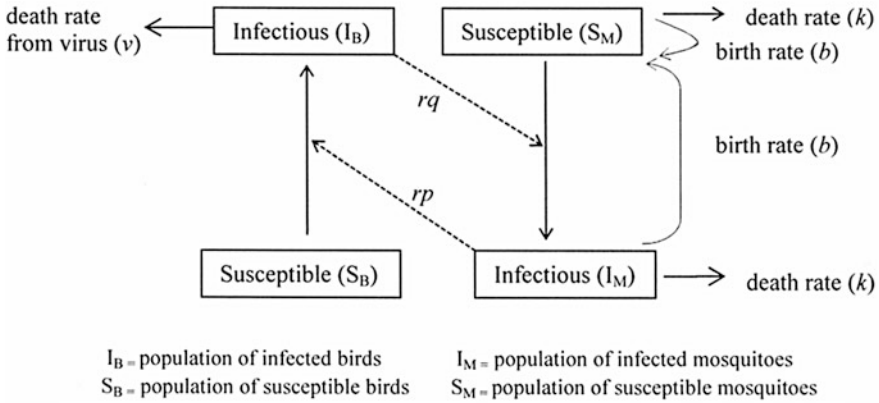 death rate
from virus (v)
Infectious (I_B)
Susceptible (S_M)
death rate (k)
birth rate (b)
rq
birth rate (b)
rp
Susceptible (S_B)
Infectious (I_M)
death rate (k)
I_B = population of infected birds
S_B = population of susceptible birds
I_M = population of infected mosquitoes
S_M = population of susceptible mosquitoes